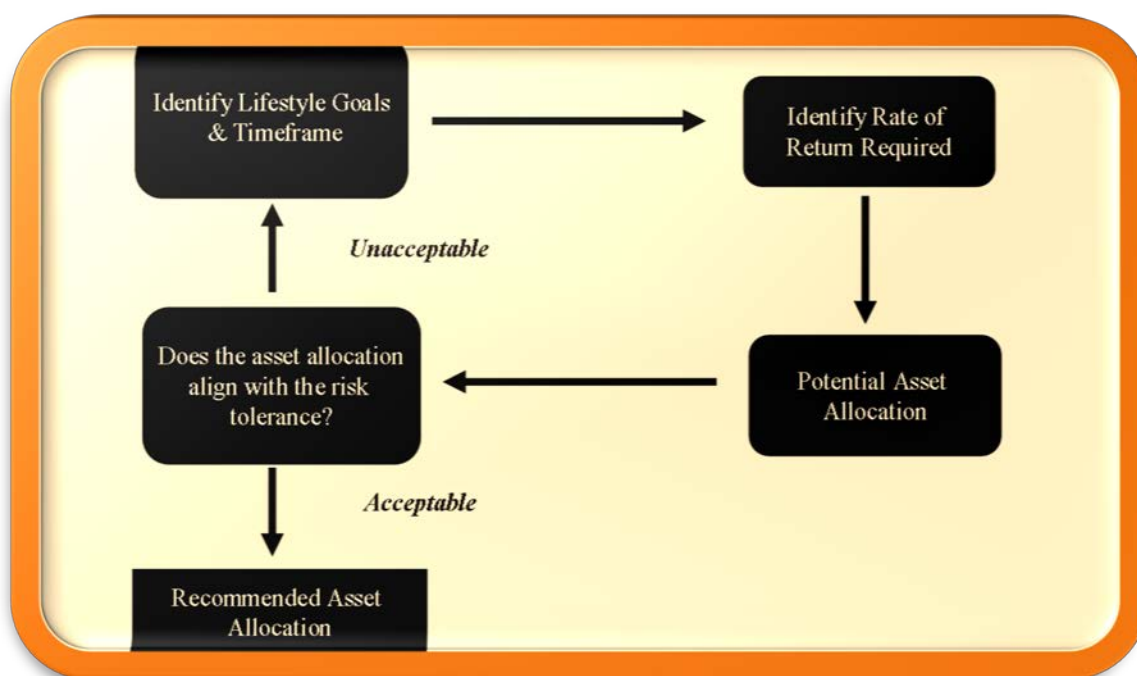 Identify Lifestyle Goals
& Timeframe
Identify Rate of
Return Required
Unacceptable
Does the asset allocation
align with the risk
tolerance?
Potential Asset
Allocation
Acceptable
Recommended Asset
Allocation